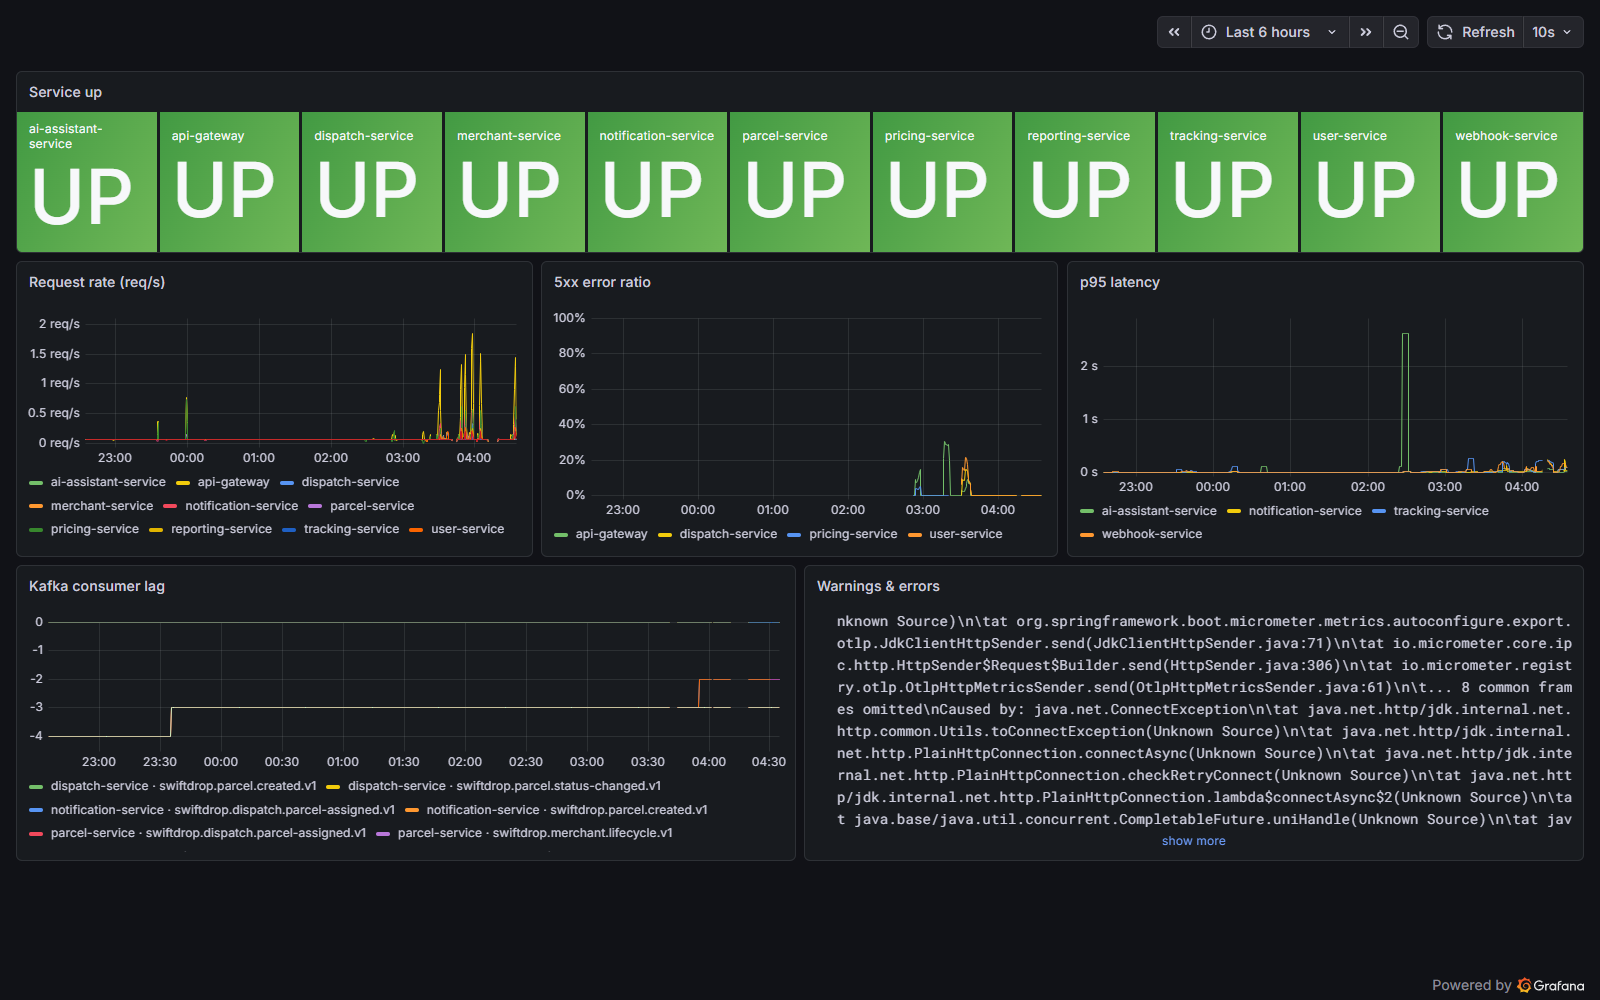 Last 6 hours
Refresh
10s
Service up
ai-assistant-
service
UP
api-gateway
UP
dispatch-service
UP
merchant-service
UP
notification-service
UP
parcel-service
UP
pricing-service
UP
reporting-service
UP
tracking-service
UP
user-service
UP
webhook-service
UP
Request rate (req/s)
2 req/s
1.5 req/s
1 req/s
0.5 req/s
0 req/s
23:00 00:00 01:00 02:00 03:00 04:00
ai-assistant-service api-gateway dispatch-service
merchant-service notification-service parcel-service
pricing-service reporting-service tracking-service user-service
5xx error ratio
100%
80%
60%
40%
20%
0%
23:00 00:00 01:00 02:00 03:00 04:00
api-gateway dispatch-service pricing-service user-service
p95 latency
2 s
1 s
0 s
23:00 00:00 01:00 02:00 03:00 04:00
ai-assistant-service notification-service tracking-service
webhook-service
Kafka consumer lag
0
-1
-2
-3
-4
23:00 23:30 00:00 00:30 01:00 01:30 02:00 02:30 03:00 03:30 04:00 04:30
dispatch-service · swiftdrop.parcel.created.v1 dispatch-service · swiftdrop.parcel.status-changed.v1
notification-service · swiftdrop.dispatch.parcel-assigned.v1 notification-service · swiftdrop.parcel.created.v1
parcel-service · swiftdrop.dispatch.parcel-assigned.v1 parcel-service · swiftdrop.merchant.lifecycle.v1
Warnings & errors
nknown Source)\n\tat org.springframework.boot.micrometer.metrics.autoconfigure.export.
otlp.JdkClientHttpSender.send(JdkClientHttpSender.java:71)\n\tat io.micrometer.core.ip
c.http.HttpSender$Request$Builder.send(HttpSender.java:306)\n\tat io.micrometer.regist
ry.otlp.OtlpHttpMetricsSender.send(OtlpHttpMetricsSender.java:61)\n\t... 8 common fram
es omitted\nCaused by: java.net.ConnectException\n\tat java.net.http/jdk.internal.net.
http.common.Utils.toConnectException(Unknown Source)\n\tat java.net.http/jdk.internal.
net.http.PlainHttpConnection.connectAsync(Unknown Source)\n\tat java.net.http/jdk.inte
rnal.net.http.PlainHttpConnection.checkRetryConnect(Unknown Source)\n\tat java.net.htt
p/jdk.internal.net.http.PlainHttpConnection.lambda$connectAsync$2(Unknown Source)\n\ta
t java.base/java.util.concurrent.CompletableFuture.uniHandle(Unknown Source)\n\tat jav
show more
Powered by Grafana